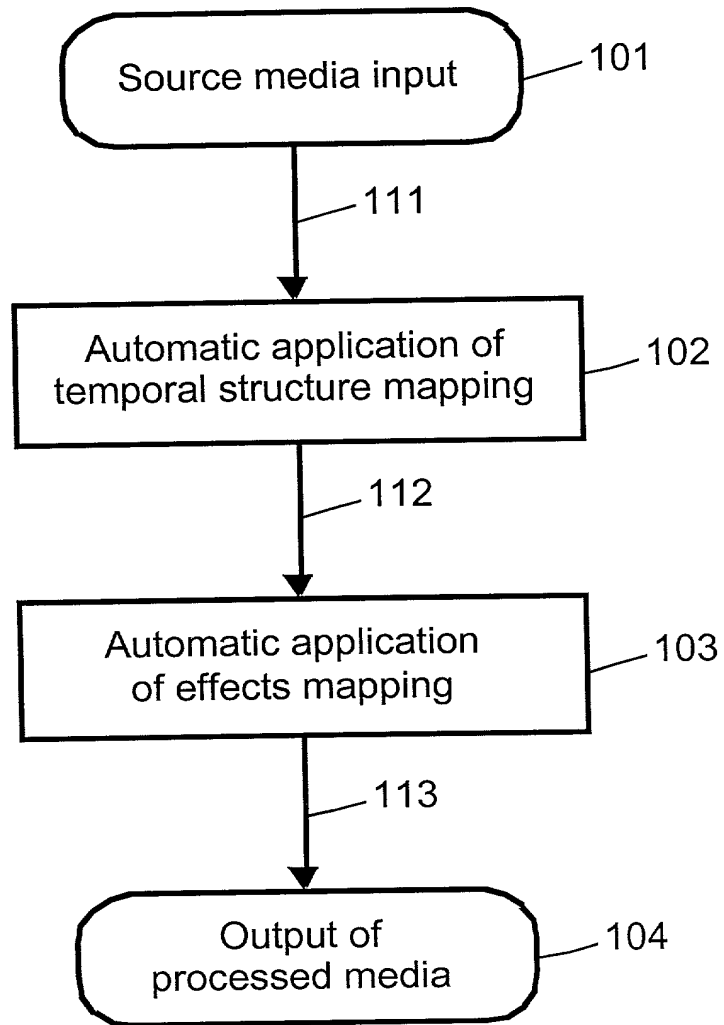 Source media input
101
111
Automatic application of
temporal structure mapping
102
112
Automatic application
of effects mapping
103
113
Output of
processed media
104